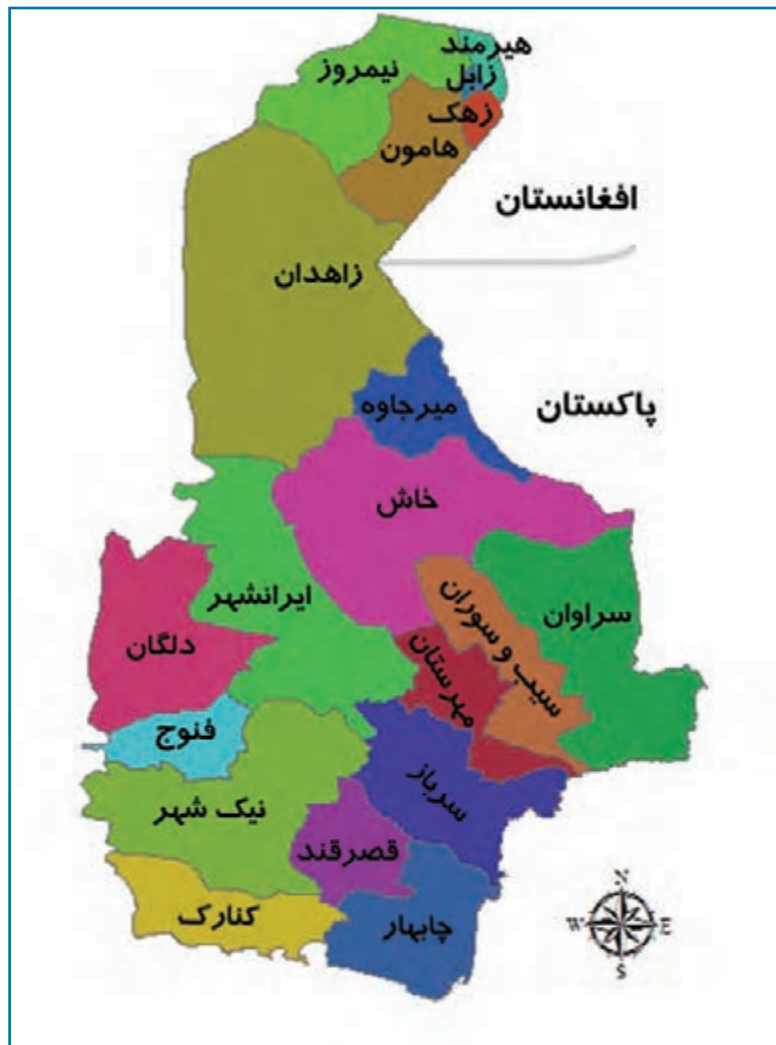 هیرمند
نیمروز
زابل
زهک
هامون
افغانستان
زاهدان
پاکستان
میرجاوه
خاش
سراوان
ایرانشهر
سیب و سوران
دلگان
مهرستان
فنوج
سرباز
نیک شهر
قصرقند
کنارک
چابهار
N
W
E
S